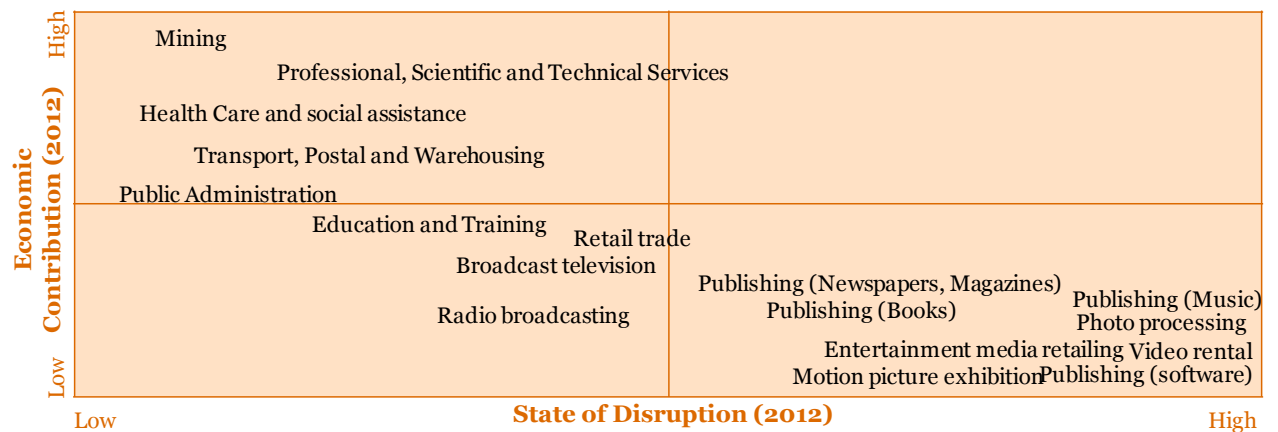 High
Mining
Professional, Scientific and Technical Services
Health Care and social assistance
Transport, Postal and Warehousing
Public Administration
Economic
Contribution (2012)
Education and Training
Retail trade
Broadcast television
Publishing (Newspapers, Magazines)
Publishing (Music)
Radio broadcasting
Publishing (Books)
Photo processing
Entertainment media retailing
Video rental
Motion picture exhibition
Publishing (software)
Low
Low
State of Disruption (2012)
High